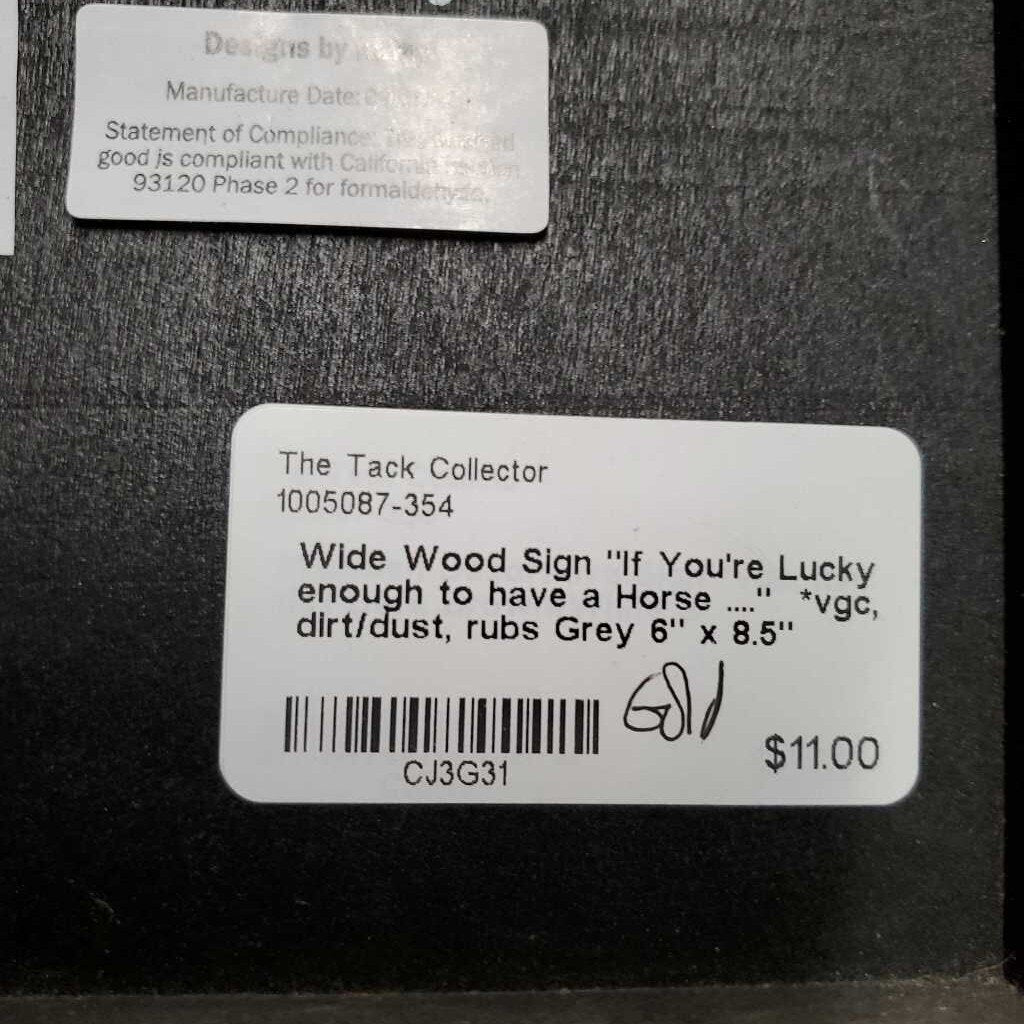 Designs by
Manufacture Date:
Statement of Compliance:
good is compliant with California
93120 Phase 2 for formaldehyde.
The Tack Collector
1005087-354
Wide Wood Sign "If You're Lucky
enough to have a Horse ...." *vgc,
dirt/dust, rubs Grey 6" x 8.5"
Gold
$11.00
CJ3G31